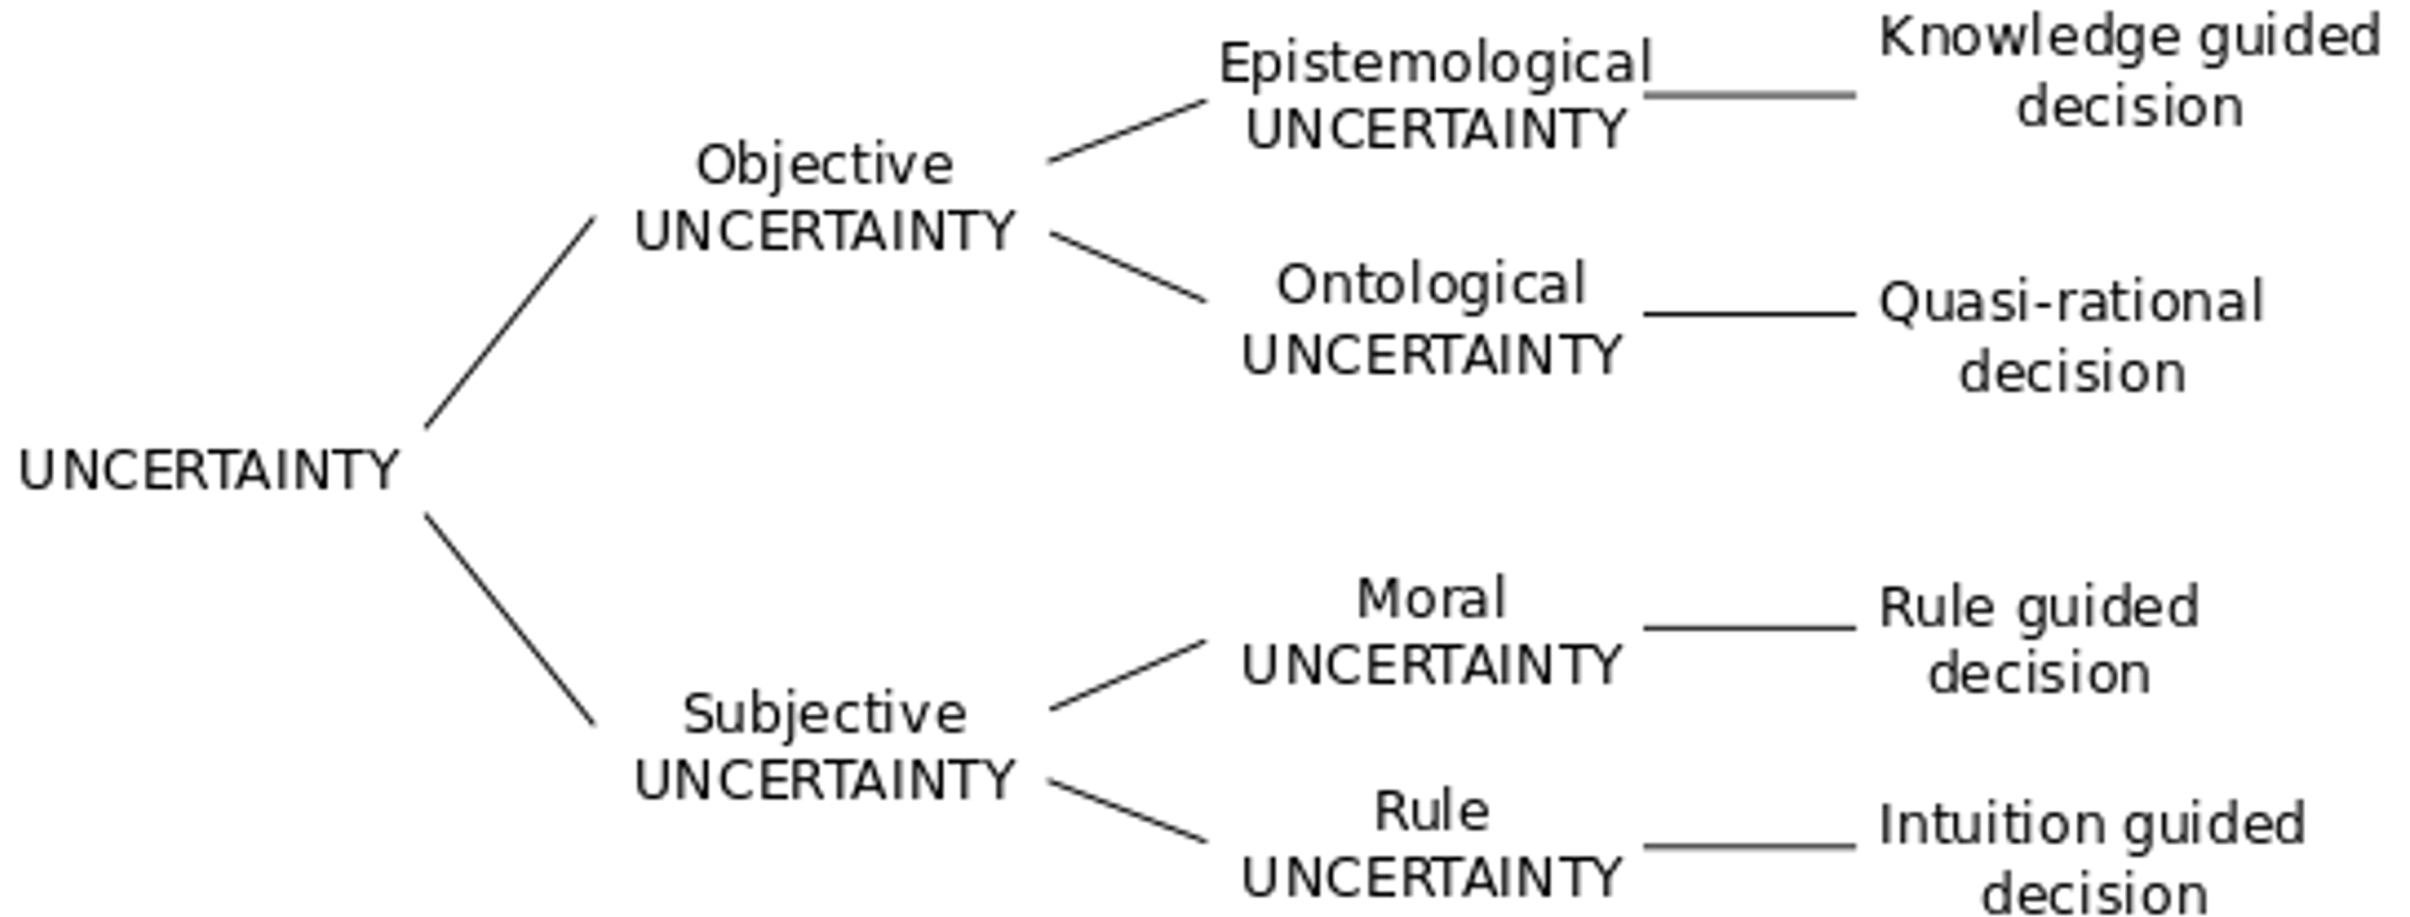 UNCERTAINTY
Objective
UNCERTAINTY
Epistemological
UNCERTAINTY
Knowledge guided
decision
Ontological
UNCERTAINTY
Quasi-rational
decision
Subjective
UNCERTAINTY
Moral
UNCERTAINTY
Rule guided
decision
Rule
UNCERTAINTY
Intuition guided
decision